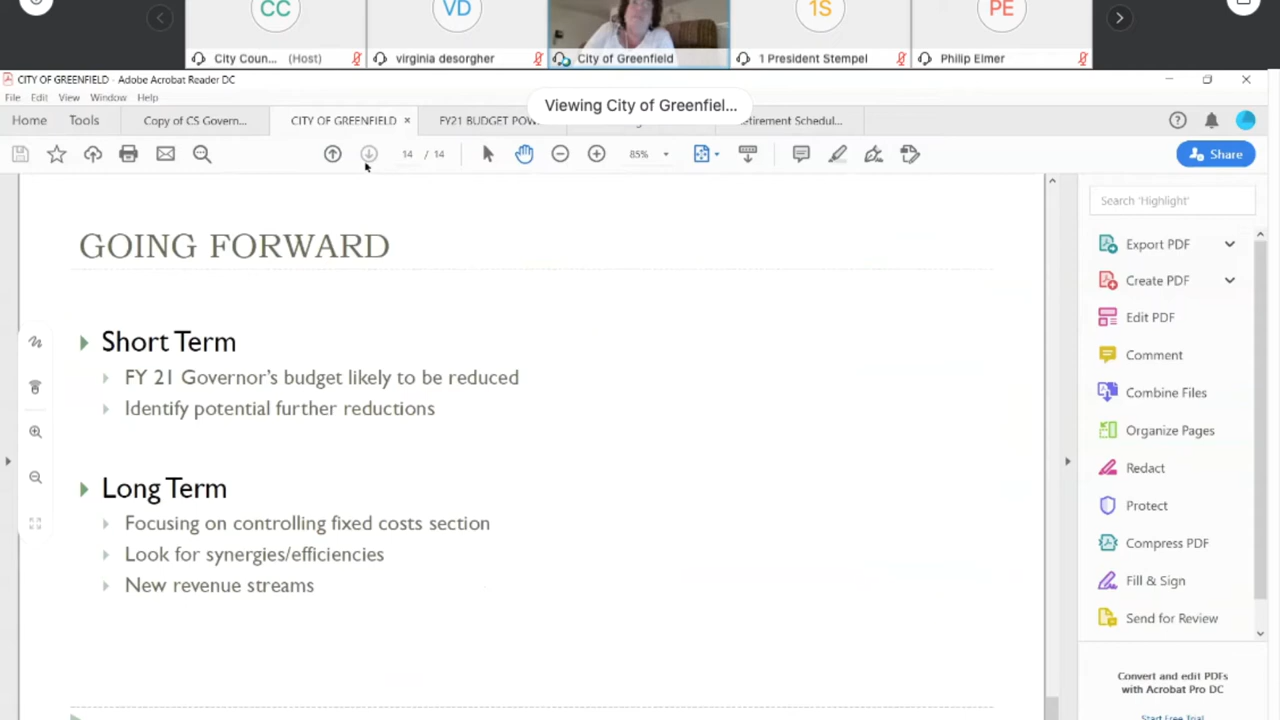 CC
VD
1S
PE
City Coun... (Host)
virginia desorgher
City of Greenfield
1 President Stempel
Philip Elmer
CITY OF GREENFIELD - Adobe Acrobat Reader DC
File Edit View Window Help
Viewing City of Greenfiel...
Home Tools Copy of CS Govern... CITY OF GREENFIELD × FY21 BUDGET
14 / 14 85% Share
GOING FORWARD
Short Term
FY 21 Governor's budget likely to be reduced
Identify potential further reductions
Long Term
Focusing on controlling fixed costs section
Look for synergies/efficiencies
New revenue streams
Search 'Highlight'
Export PDF
Create PDF
Edit PDF
Comment
Combine Files
Organize Pages
Redact
Protect
Compress PDF
Fill & Sign
Send for Review
Convert and edit PDFs
with Acrobat Pro DC
Start Free Trial